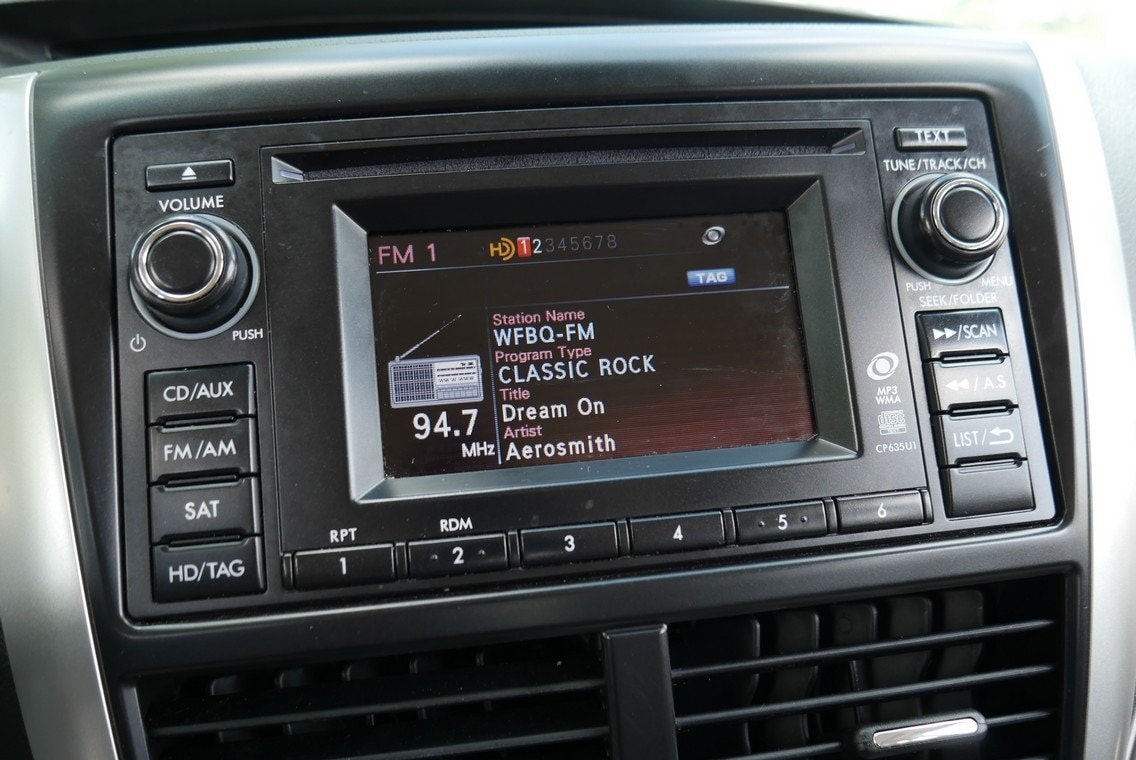 TEXT
VOLUME
TUNE/TRACK/CH
FM 1
HD 12345678
TAG
PUSH
PUSH
MENU
SEEK/FOLDER
Station Name
WFBQ-FM
Program Type
CLASSIC ROCK
Title
Dream On
Artist
Aerosmith
94.7
MHz
CD/AUX
FM/AM
SAT
HD/TAG
/SCAN
/A.S
LIST/
MP3
WMA
disc
CP635U1
RPT
RDM
1
2
3
4
5
6